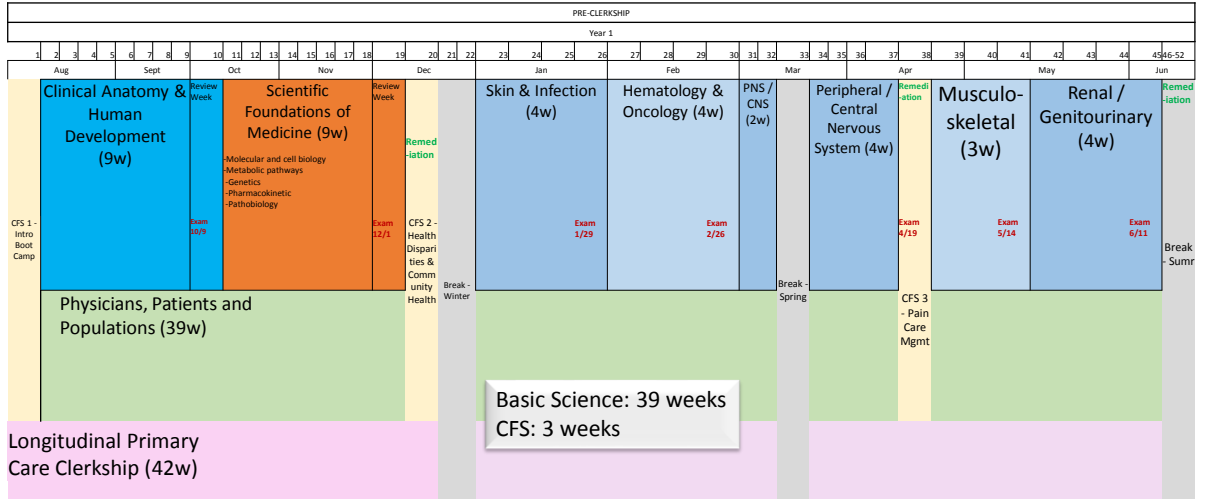 PRE-CLERKSHIP
Year 1
1 2 3 4 5 6 7 8 9 10 11 12 13 14 15 16 17 18 19 20 21 22 23 24 25 26 27 28 29 30 31 32 33 34 35 36 37 38 39 40 41 42 43 44 45 46-52
Aug Sept Oct Nov Dec Jan Feb Mar Apr May Jun
CFS 1 -
Intro
Boot
Camp
Clinical Anatomy &
Human
Development
(9w)
Review
Week
Exam
10/9
Scientific
Foundations of
Medicine (9w)
-Molecular and cell biology
-Metabolic pathways
-Genetics
-Pharmacokinetic
-Pathobiology
Review
Week
Exam
12/1
Remed
-iation
CFS 2 -
Health
Dispari
ties &
Comm
unity
Health
Break -
Winter
Skin & Infection
(4w)
Exam
1/29
Hematology &
Oncology (4w)
Exam
2/26
PNS /
CNS
(2w)
Break -
Spring
Peripheral /
Central
Nervous
System (4w)
Remedi
-ation
Exam
4/19
CFS 3
- Pain
Care
Mgmt
Musculo-
skeletal
(3w)
Exam
5/14
Renal /
Genitourinary
(4w)
Exam
6/11
Remed
-iation
Break
- Sumr
Physicians, Patients and
Populations (39w)
Basic Science: 39 weeks
CFS: 3 weeks
Longitudinal Primary
Care Clerkship (42w)